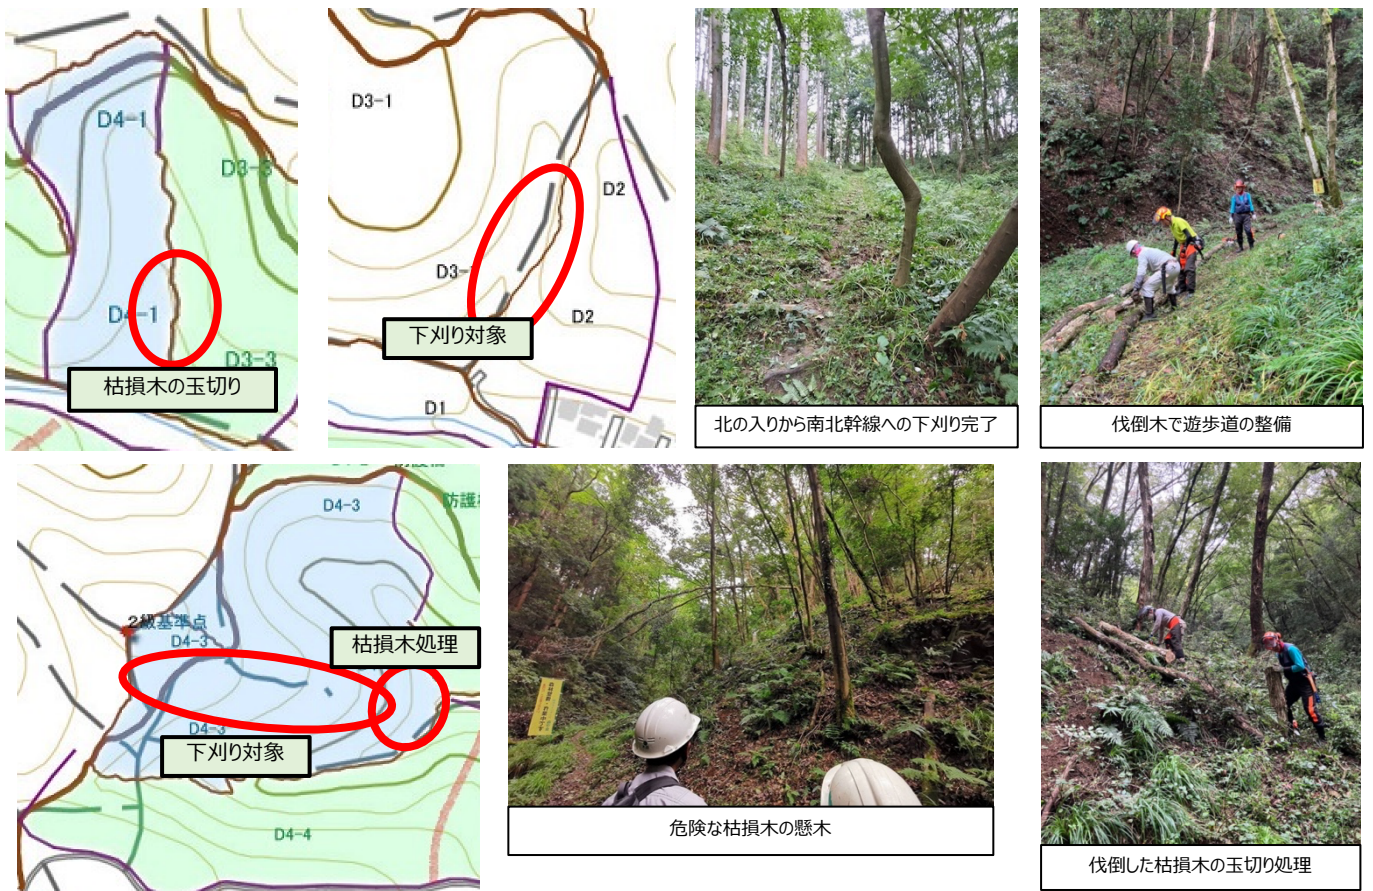 D4-1
D3-3
D4-1
D3-3
枯損木の玉切り
D3-1
D2
D3-1
D2
下刈り対象
D1
北の入りから南北幹線への下刈り完了
伐倒木で遊歩道の整備
D4-3
防護
2級基準点
D4-3
枯損木処理
D4-3
下刈り対象
D4-4
危険な枯損木の懸木
伐倒した枯損木の玉切り処理